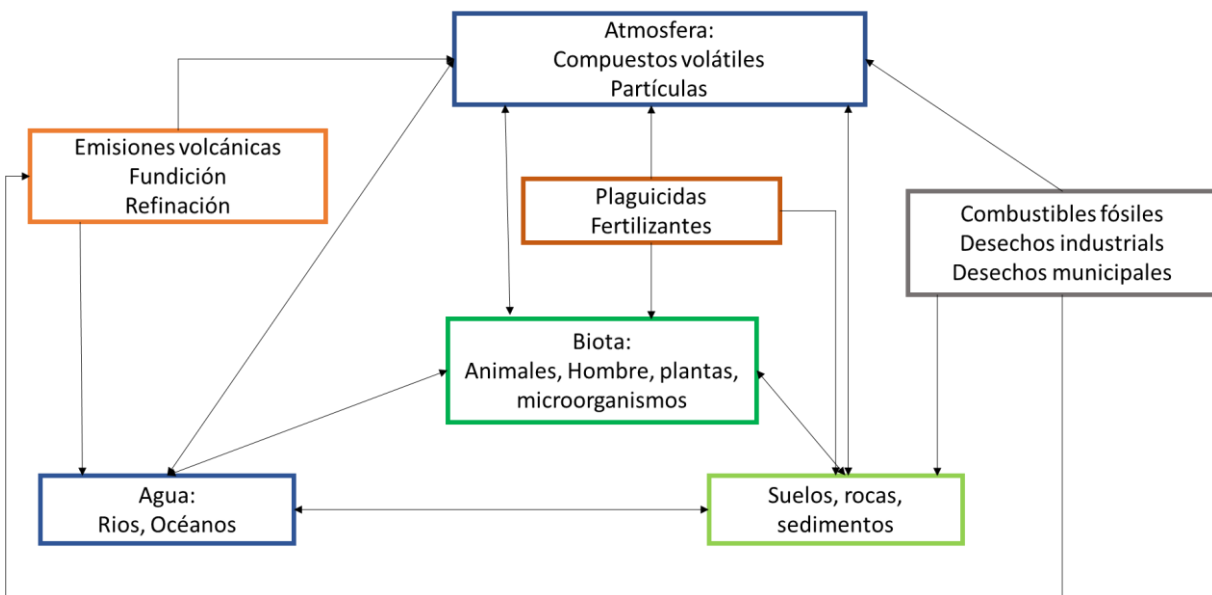 Atmosfera:
Compuestos volátiles
Partículas
Emisiones volcánicas
Fundición
Refinación
Plaguicidas
Fertilizantes
Combustibles fósiles
Desechos industrials
Desechos municipales
Biota:
Animales, Hombre, plantas,
microorganismos
Agua:
Rios, Océanos
Suelos, rocas,
sedimentos